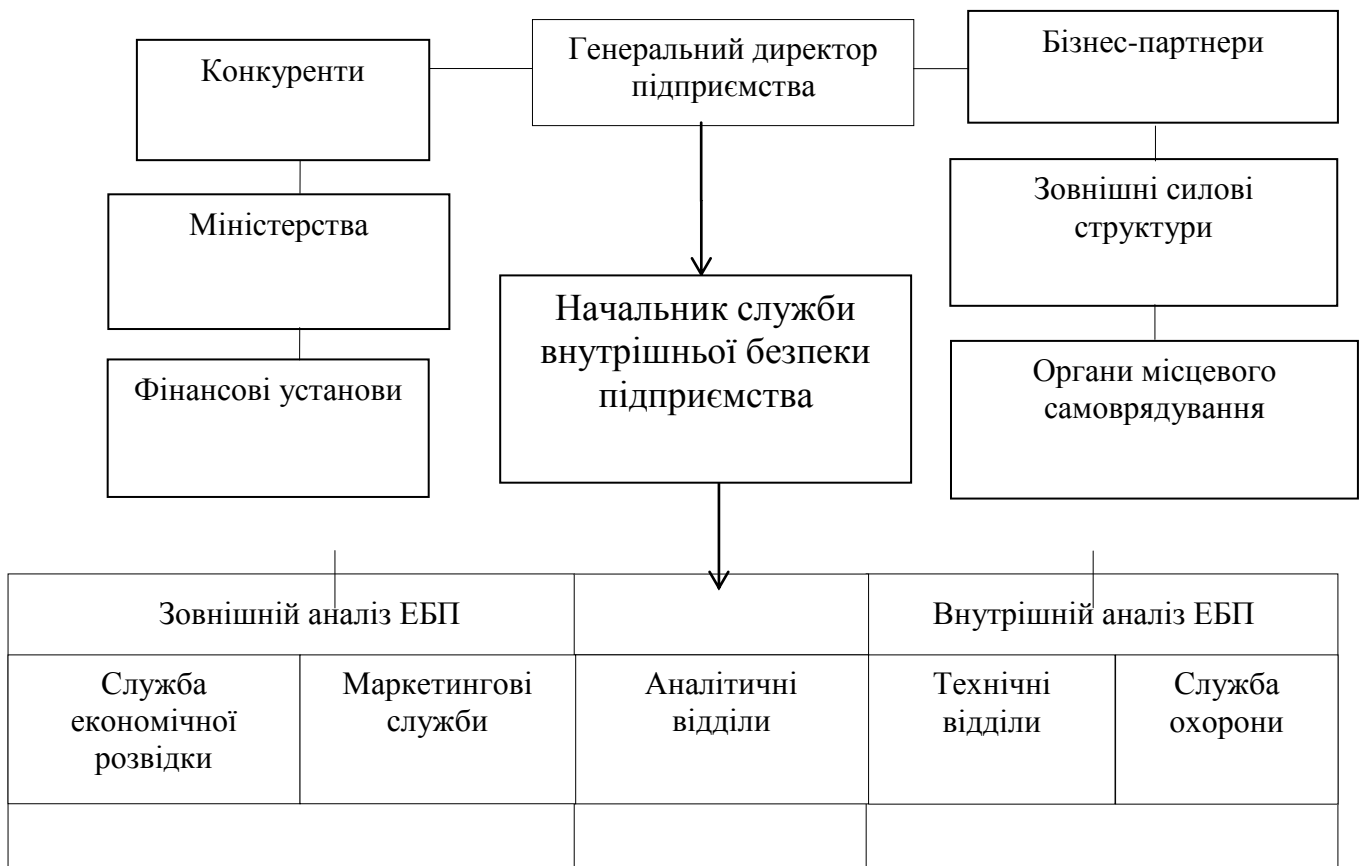 Конкуренти
Генеральний директор
підприємства
Бізнес-партнери
Міністерства
Зовнішні силові
структури
Начальник служби
внутрішньої безпеки
підприємства
Фінансові установи
Органи місцевого
самоврядування
Зовнішній аналіз ЕБП
Внутрішній аналіз ЕБП
Служба
економічної
розвідки
Маркетингові
служби
Аналітичні
відділи
Технічні
відділи
Служба
охорони